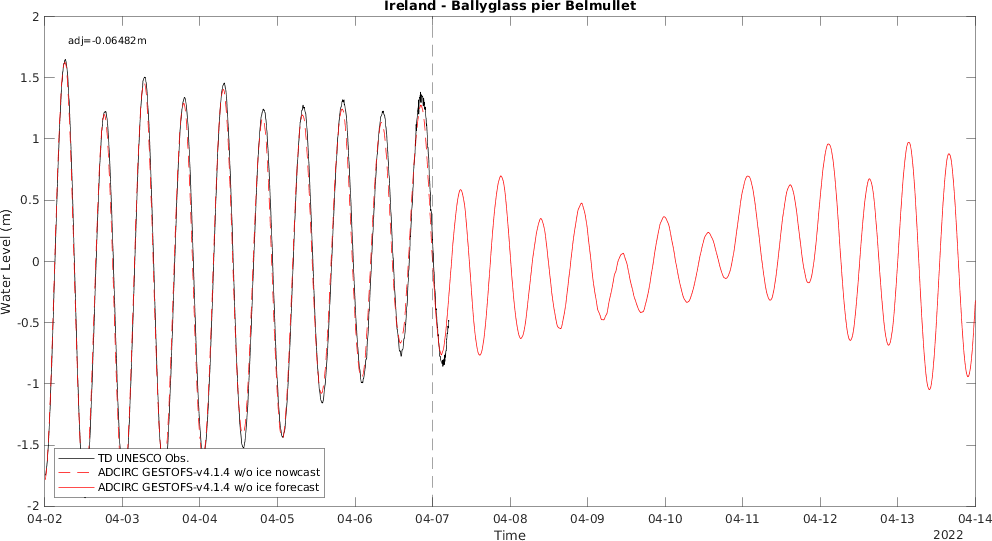 Ireland - Ballyglass pier Belmullet
adj=-0.06482m
Water Level (m)
2
1.5
1
0.5
0
-0.5
-1
-1.5
-2
TD UNESCO Obs.
ADCIRC GESTOFS-v4.1.4 w/o ice nowcast
ADCIRC GESTOFS-v4.1.4 w/o ice forecast
04-02 04-03 04-04 04-05 04-06 04-07 04-08 04-09 04-10 04-11 04-12 04-13 04-14
Time
2022